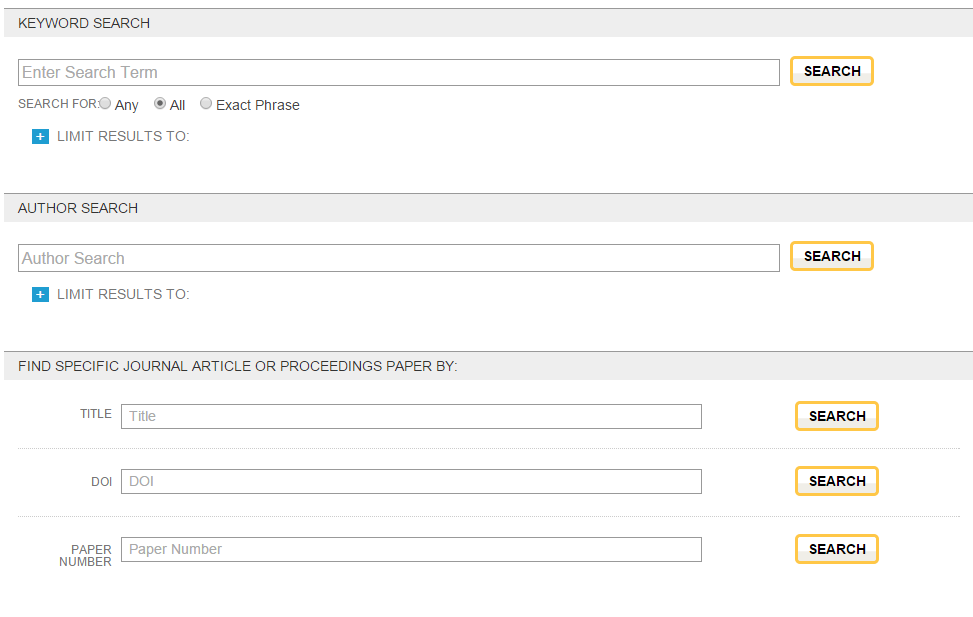 KEYWORD SEARCH
Enter Search Term
SEARCH
SEARCH FOR: Any All Exact Phrase
+ LIMIT RESULTS TO:
AUTHOR SEARCH
Author Search
SEARCH
+ LIMIT RESULTS TO:
FIND SPECIFIC JOURNAL ARTICLE OR PROCEEDINGS PAPER BY:
TITLE
Title
SEARCH
DOI
DOI
SEARCH
PAPER
NUMBER
Paper Number
SEARCH